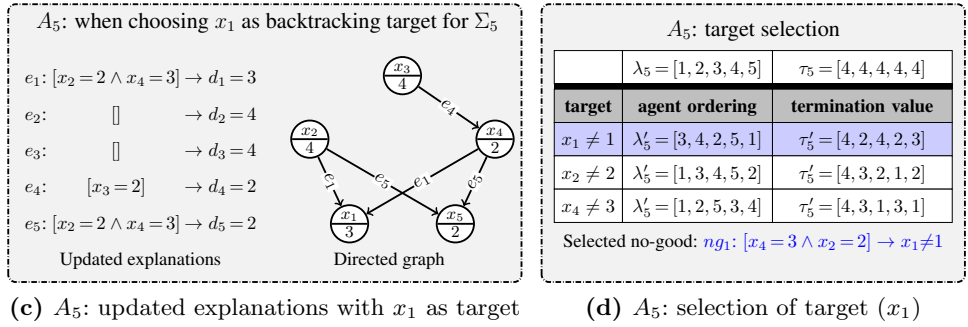 A₅: when choosing x₁ as backtracking target for Σ₅
e₁: [x₂ = 2 ∧ x₄ = 3] → d₁ = 3
e₂: [] → d₂ = 4
e₃: [] → d₃ = 4
e₄: [x₃ = 2] → d₄ = 2
e₅: [x₂ = 2 ∧ x₄ = 3] → d₅ = 2
Updated explanations
x₃
4
e₄
x₂
4
x₄
2
e₁
e₅
e₁
e₅
x₁
3
x₅
2
Directed graph
(c) A₅: updated explanations with x₁ as target
A₅: target selection
λ₅ = [1, 2, 3, 4, 5] τ₅ = [4, 4, 4, 4, 4]
target agent ordering termination value
x₁ ≠ 1 λ′₅ = [3, 4, 2, 5, 1] τ′₅ = [4, 2, 4, 2, 3]
x₂ ≠ 2 λ′₅ = [1, 3, 4, 5, 2] τ′₅ = [4, 3, 2, 1, 2]
x₄ ≠ 3 λ′₅ = [1, 2, 5, 3, 4] τ′₅ = [4, 3, 1, 3, 1]
Selected no-good: ng₁: [x₄ = 3 ∧ x₂ = 2] → x₁ ≠ 1
(d) A₅: selection of target (x₁)